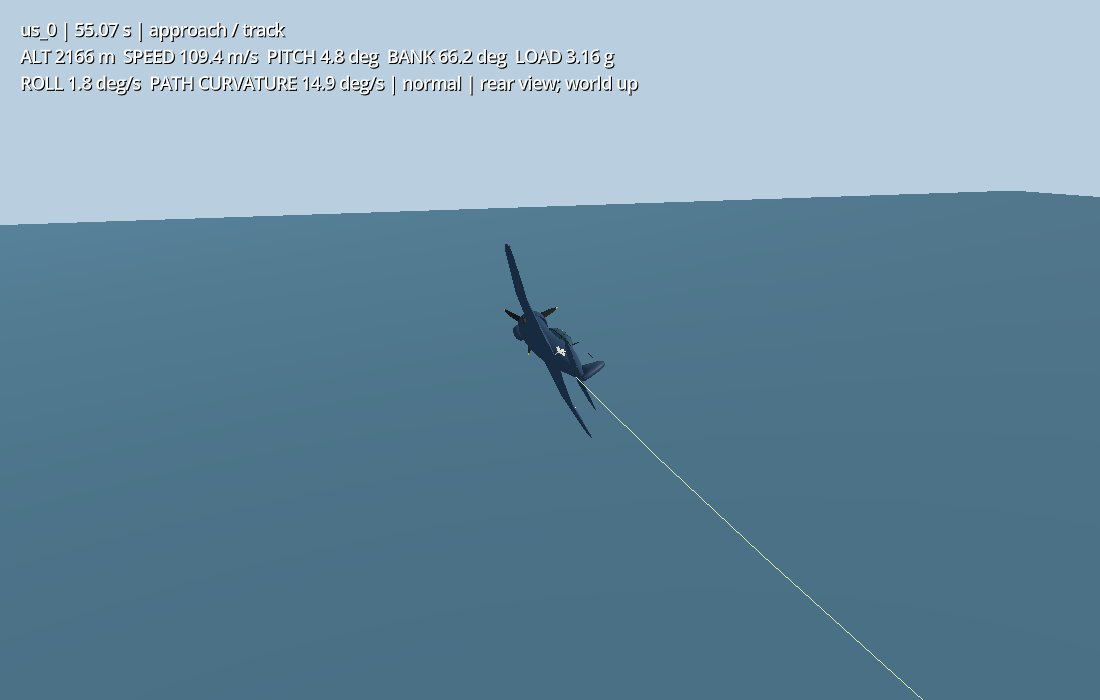 us_0 | 55.07 s | approach / track
ALT 2166 m  SPEED 109.4 m/s  PITCH 4.8 deg  BANK 66.2 deg  LOAD 3.16 g
ROLL 1.8 deg/s  PATH CURVATURE 14.9 deg/s | normal | rear view; world up